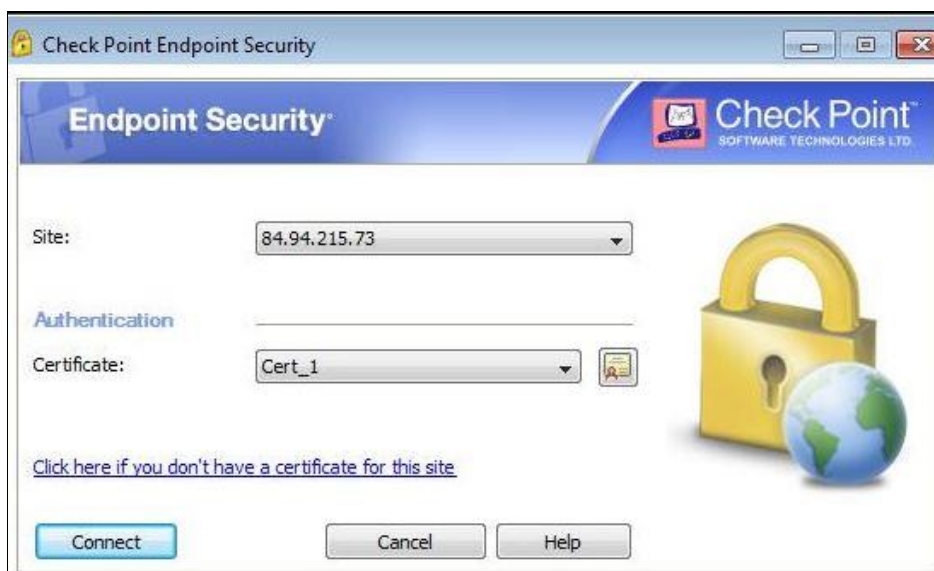 Check Point Endpoint Security
Endpoint Security
Check Point™
SOFTWARE TECHNOLOGIES LTD.
Site:
84.94.215.73
Authentication
Certificate:
Cert_1
Click here if you don't have a certificate for this site
Connect
Cancel
Help